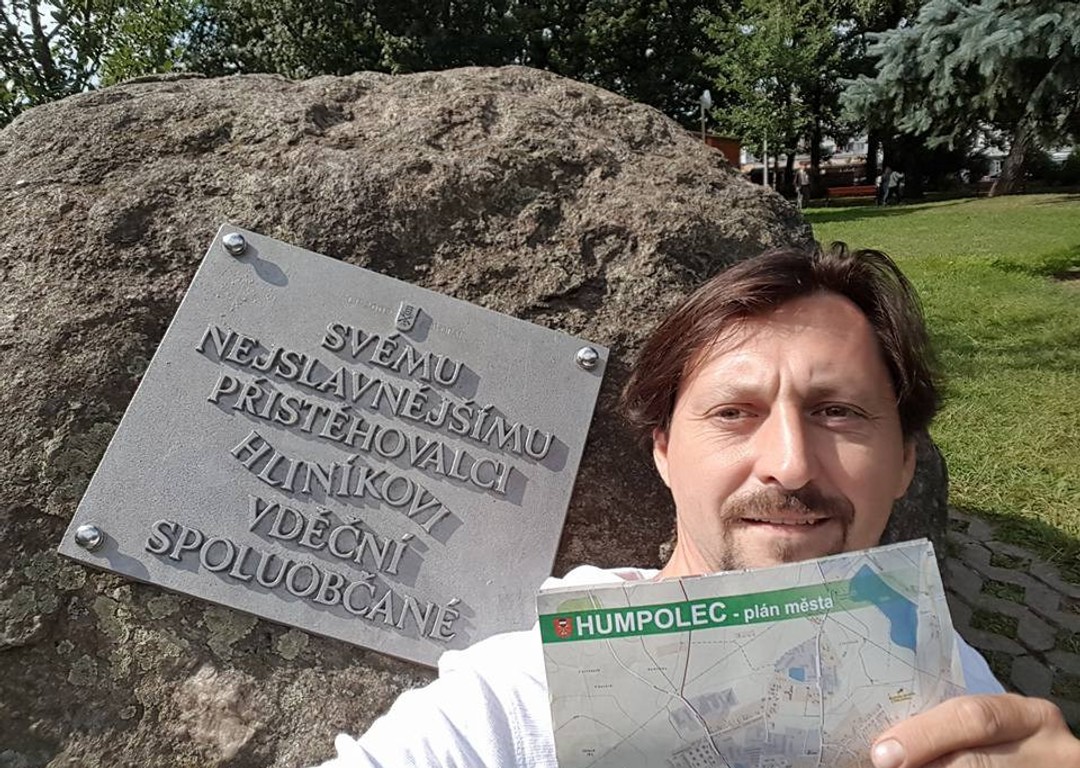 SVÉMU
NEJSLAVNĚJŠÍMU
PŘISTĚHOVALCI
HLINÍKOVI
VDĚČNÍ
SPOLUOBČANÉ
HUMPOLEC - plán města